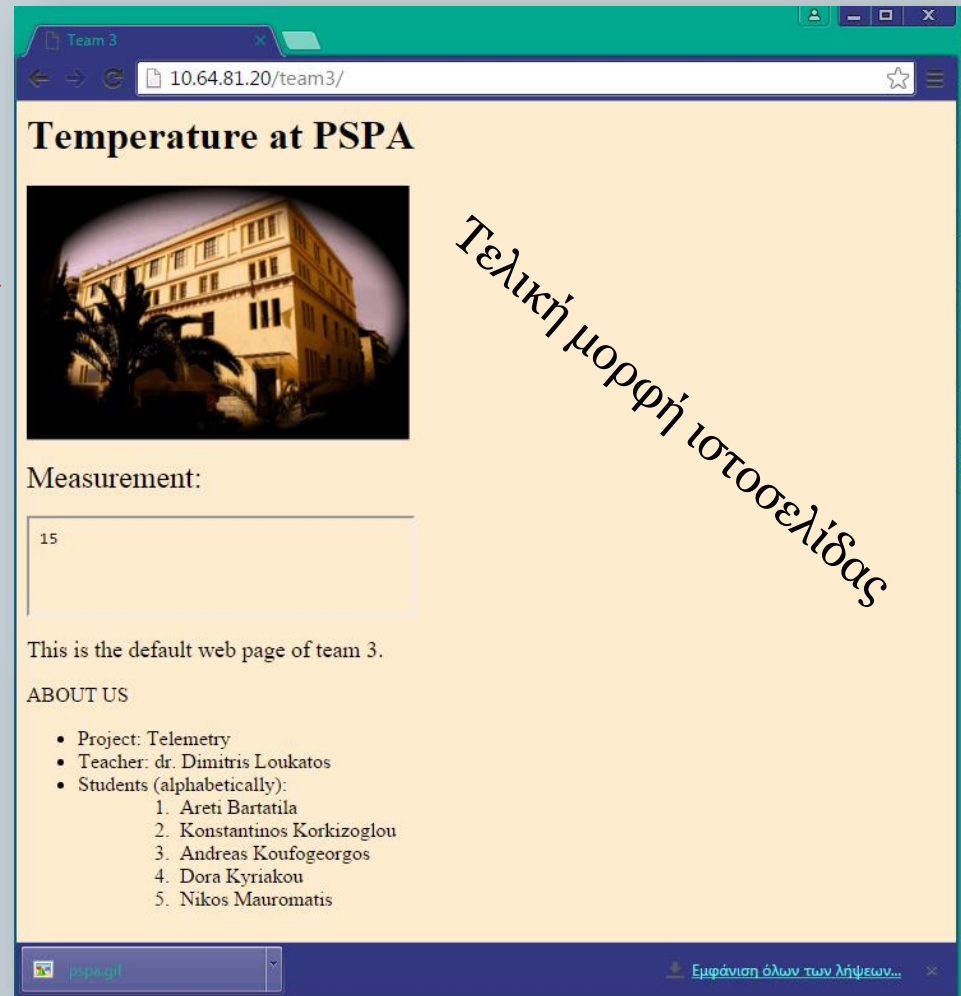 Team 3
10.64.81.20/team3/
Temperature at PSPA
Τελική μορφή ιστοσελίδας
Measurement:
15
This is the default web page of team 3.
ABOUT US
• Project: Telemetry
• Teacher: dr. Dimitris Loukatos
• Students (alphabetically):
1. Areti Bartatila
2. Konstantinos Korkizoglou
3. Andreas Koufogeorgos
4. Dora Kyriakou
5. Nikos Mauromatis
pspa.gif
Εμφάνιση όλων των λήψεων...